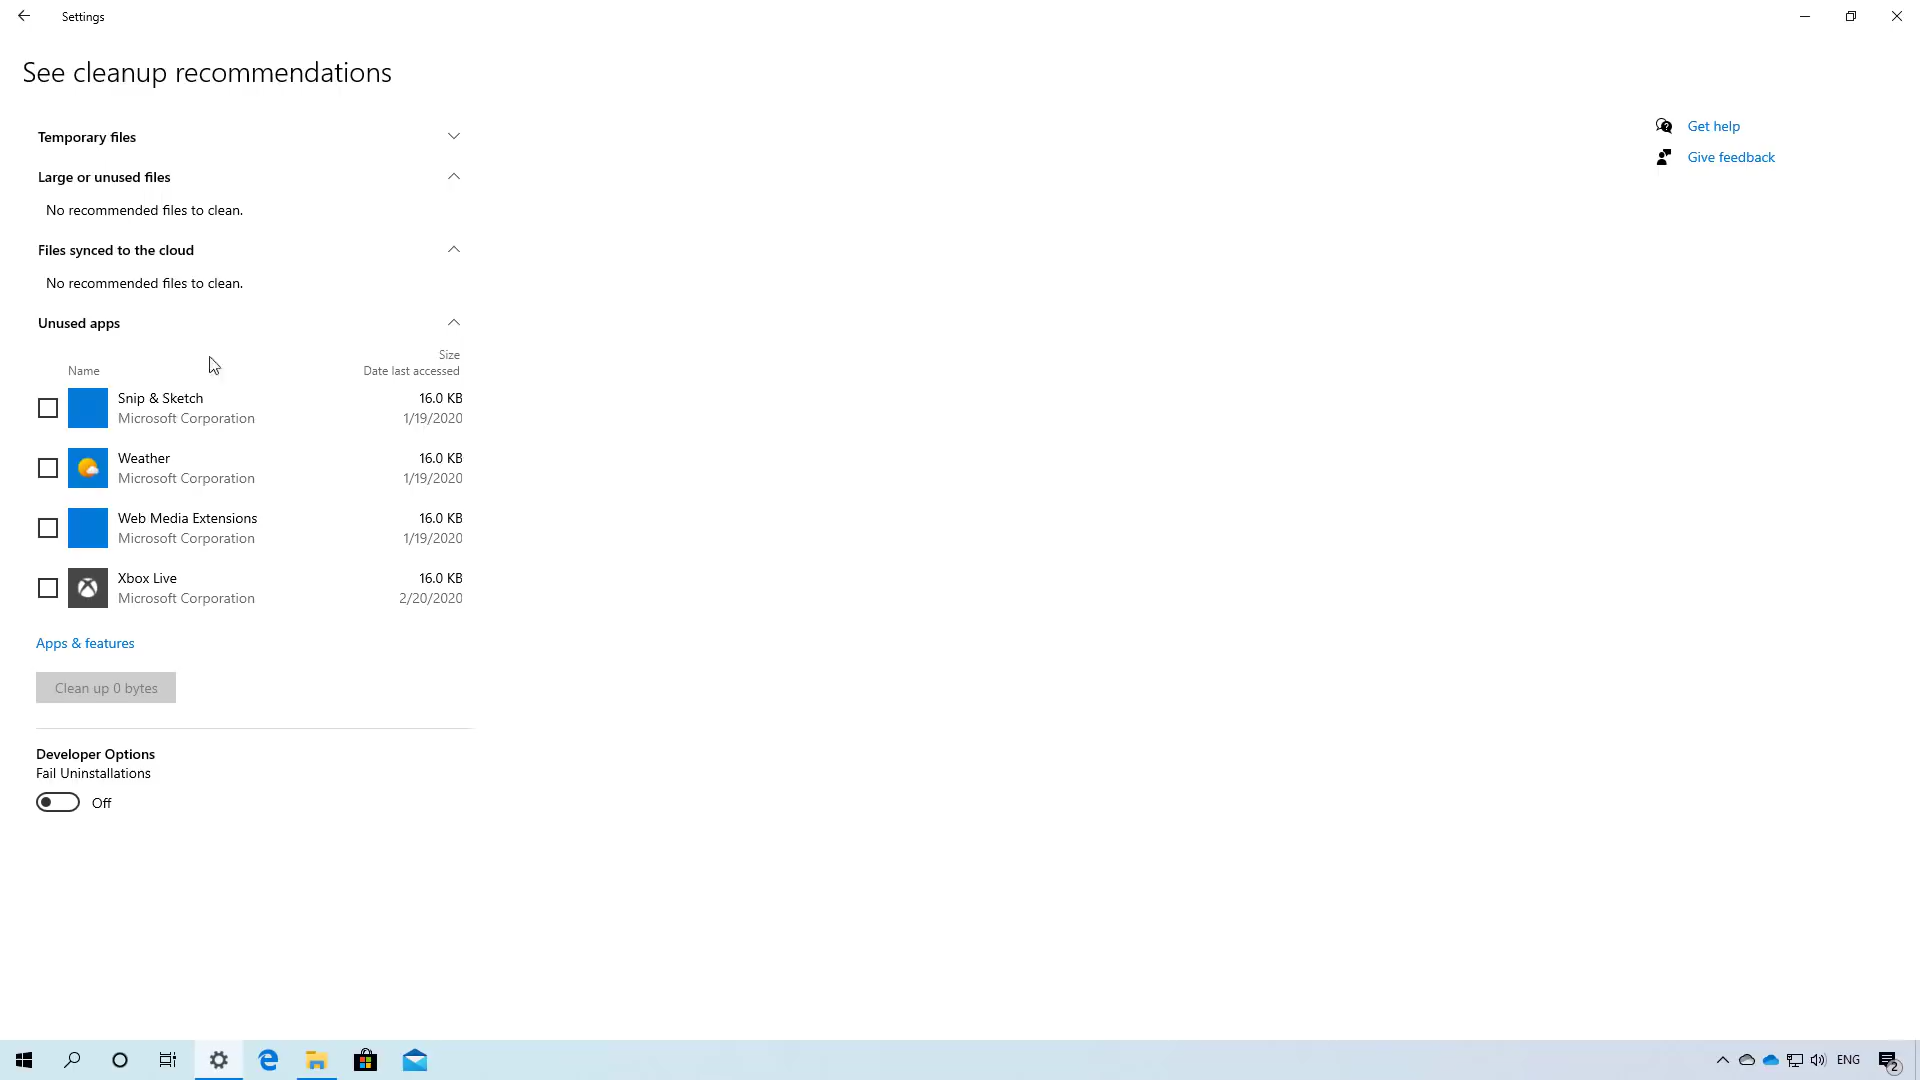 Settings
See cleanup recommendations
Temporary files
Large or unused files
No recommended files to clean.
Files synced to the cloud
No recommended files to clean.
Unused apps
Size
Name Date last accessed
Snip & Sketch 16.0 KB
Microsoft Corporation 1/19/2020
Weather 16.0 KB
Microsoft Corporation 1/19/2020
Web Media Extensions 16.0 KB
Microsoft Corporation 1/19/2020
Xbox Live 16.0 KB
Microsoft Corporation 2/20/2020
Apps & features
Clean up 0 bytes
Developer Options
Fail Uninstallations
Off
Get help
Give feedback
ENG
2